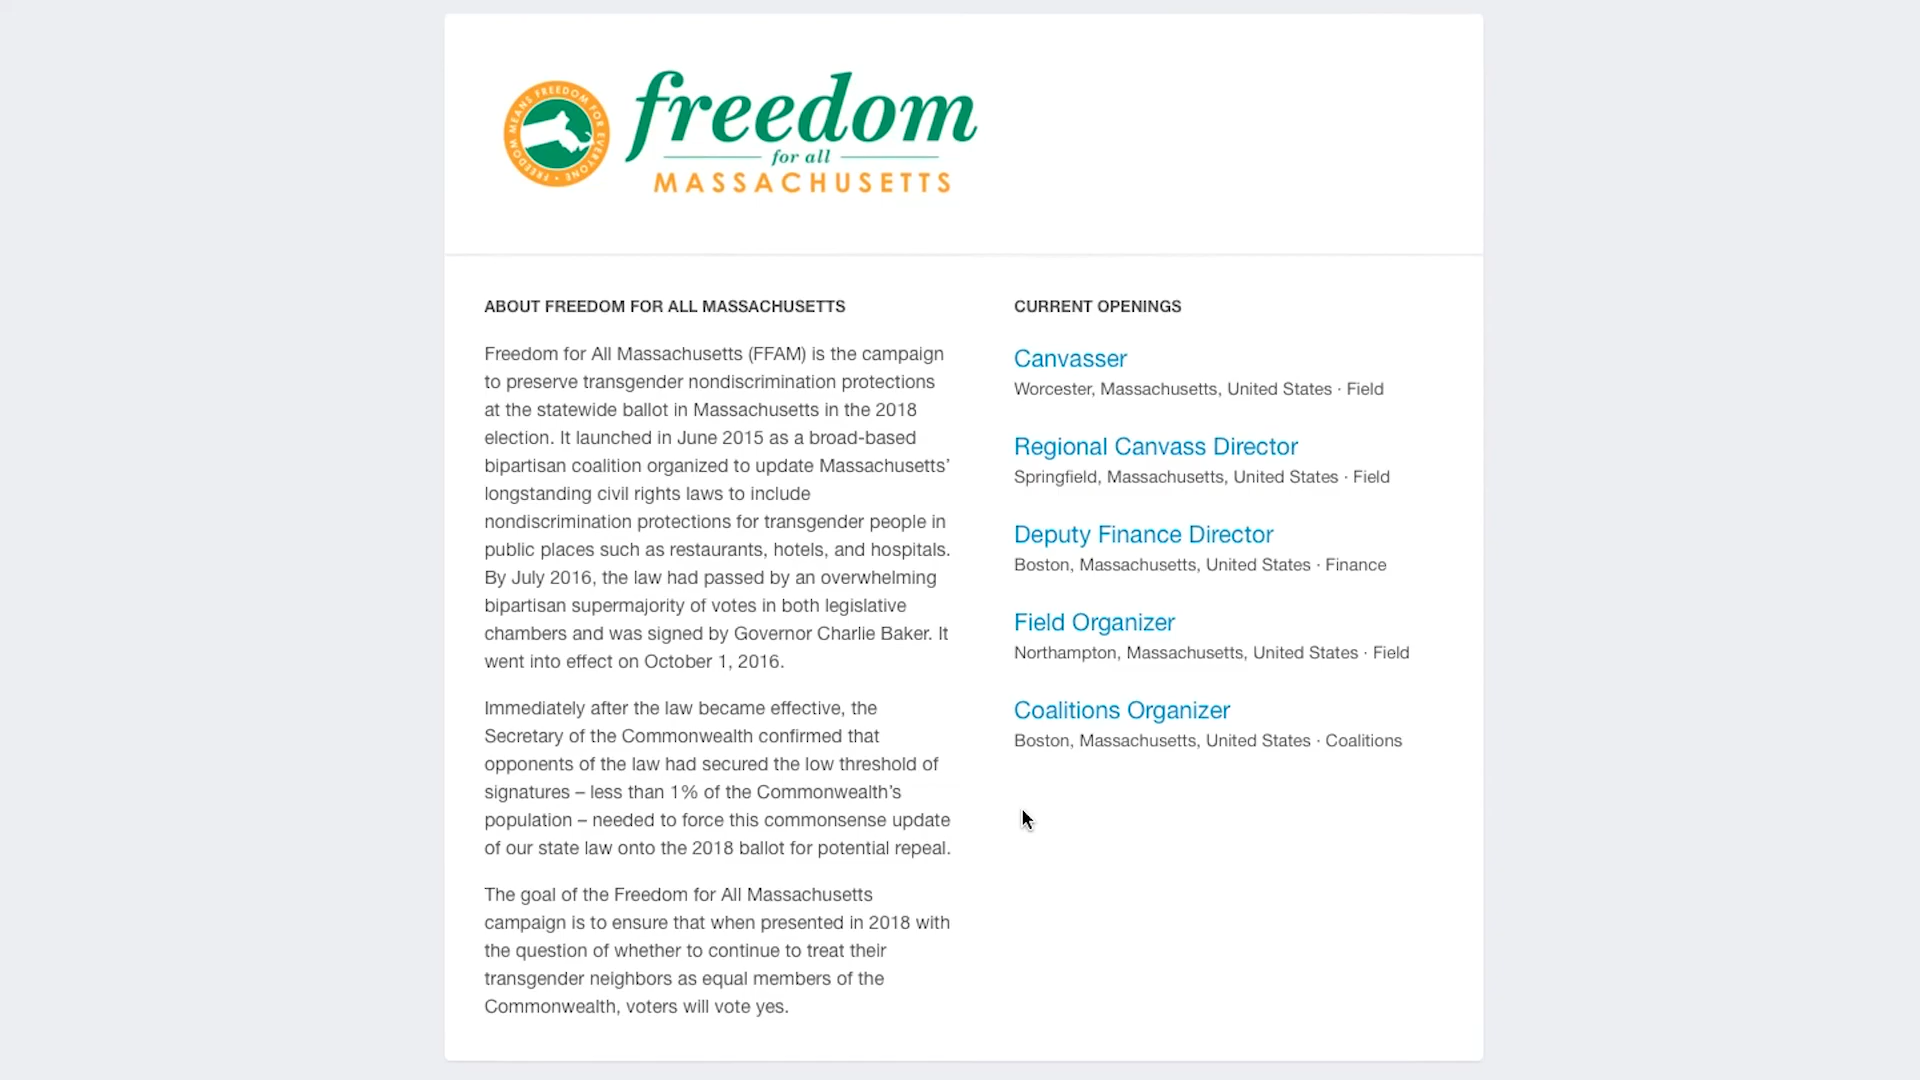 FREEDOM MEANS FREEDOM FOR EVERYONE •
freedom
for all
MASSACHUSETTS
ABOUT FREEDOM FOR ALL MASSACHUSETTS
Freedom for All Massachusetts (FFAM) is the campaign
to preserve transgender nondiscrimination protections
at the statewide ballot in Massachusetts in the 2018
election. It launched in June 2015 as a broad-based
bipartisan coalition organized to update Massachusetts’
longstanding civil rights laws to include
nondiscrimination protections for transgender people in
public places such as restaurants, hotels, and hospitals.
By July 2016, the law had passed by an overwhelming
bipartisan supermajority of votes in both legislative
chambers and was signed by Governor Charlie Baker. It
went into effect on October 1, 2016.
Immediately after the law became effective, the
Secretary of the Commonwealth confirmed that
opponents of the law had secured the low threshold of
signatures – less than 1% of the Commonwealth’s
population – needed to force this commonsense update
of our state law onto the 2018 ballot for potential repeal.
The goal of the Freedom for All Massachusetts
campaign is to ensure that when presented in 2018 with
the question of whether to continue to treat their
transgender neighbors as equal members of the
Commonwealth, voters will vote yes.
CURRENT OPENINGS
Canvasser
Worcester, Massachusetts, United States · Field
Regional Canvass Director
Springfield, Massachusetts, United States · Field
Deputy Finance Director
Boston, Massachusetts, United States · Finance
Field Organizer
Northampton, Massachusetts, United States · Field
Coalitions Organizer
Boston, Massachusetts, United States · Coalitions